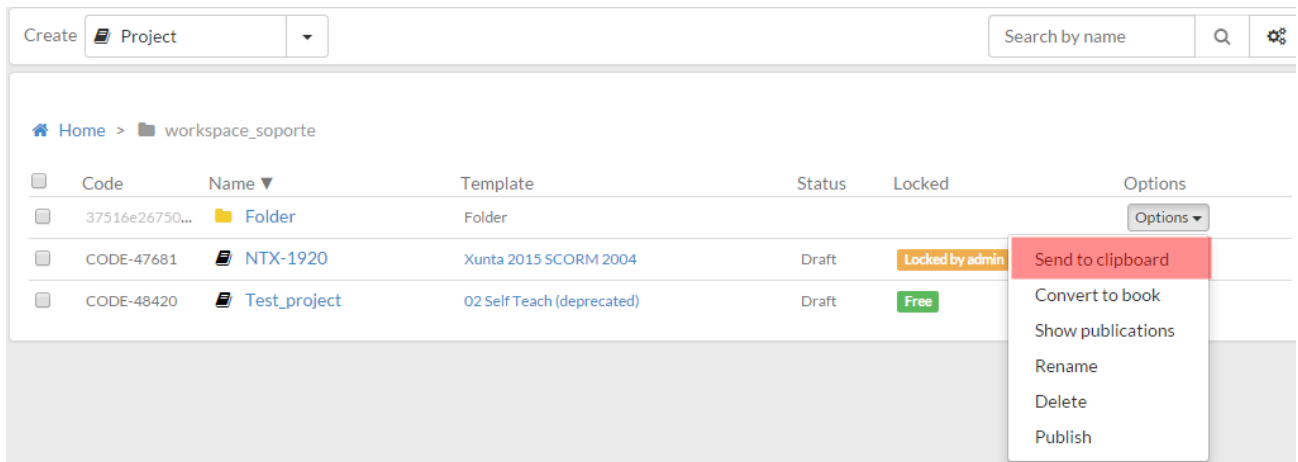 Create Project Search by name
Home > workspace_soporte
Code Name ▼ Template Status Locked Options
37516e26750... Folder Folder Options
CODE-47681 NTX-1920 Xunta 2015 SCORM 2004 Draft Locked by admin Send to clipboard
Convert to book
CODE-48420 Test_project 02 Self Teach (deprecated) Draft Free
Show publications
Rename
Delete
Publish